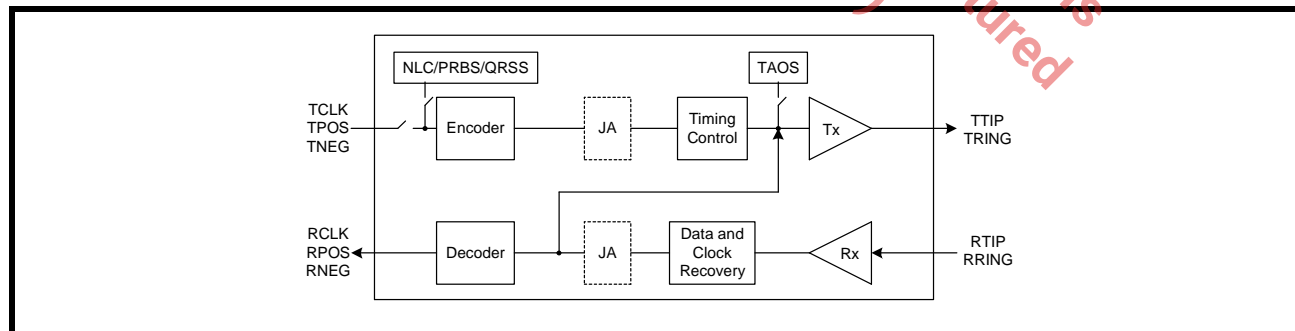 NLC/PRBS/QRSS
TAOS
TCLK
TPOS
TNEG
Encoder
JA
Timing
Control
Tx
TTIP
TRING
RCLK
RPOS
RNEG
Decoder
JA
Data and
Clock
Recovery
Rx
RTIP
RRING